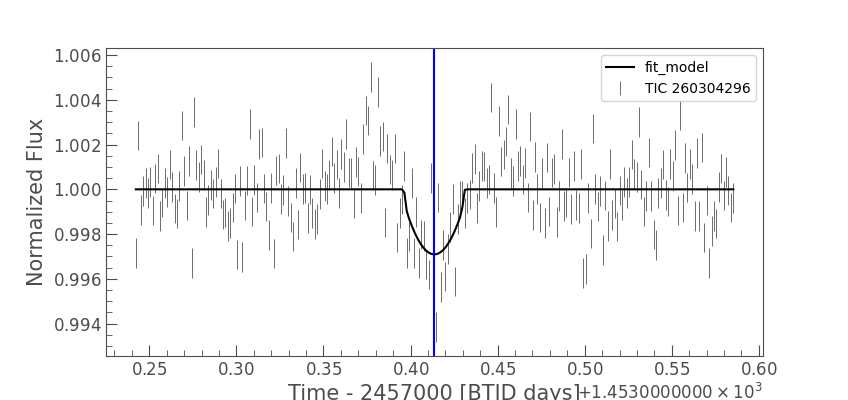 1.006
1.004
1.002
1.000
0.998
0.996
0.994
Normalized Flux
fit_model
TIC 260304296
0.25 0.30 0.35 0.40 0.45 0.50 0.55 0.60
Time - 2457000 [BTJD days]
+1.4530000000 × 10³